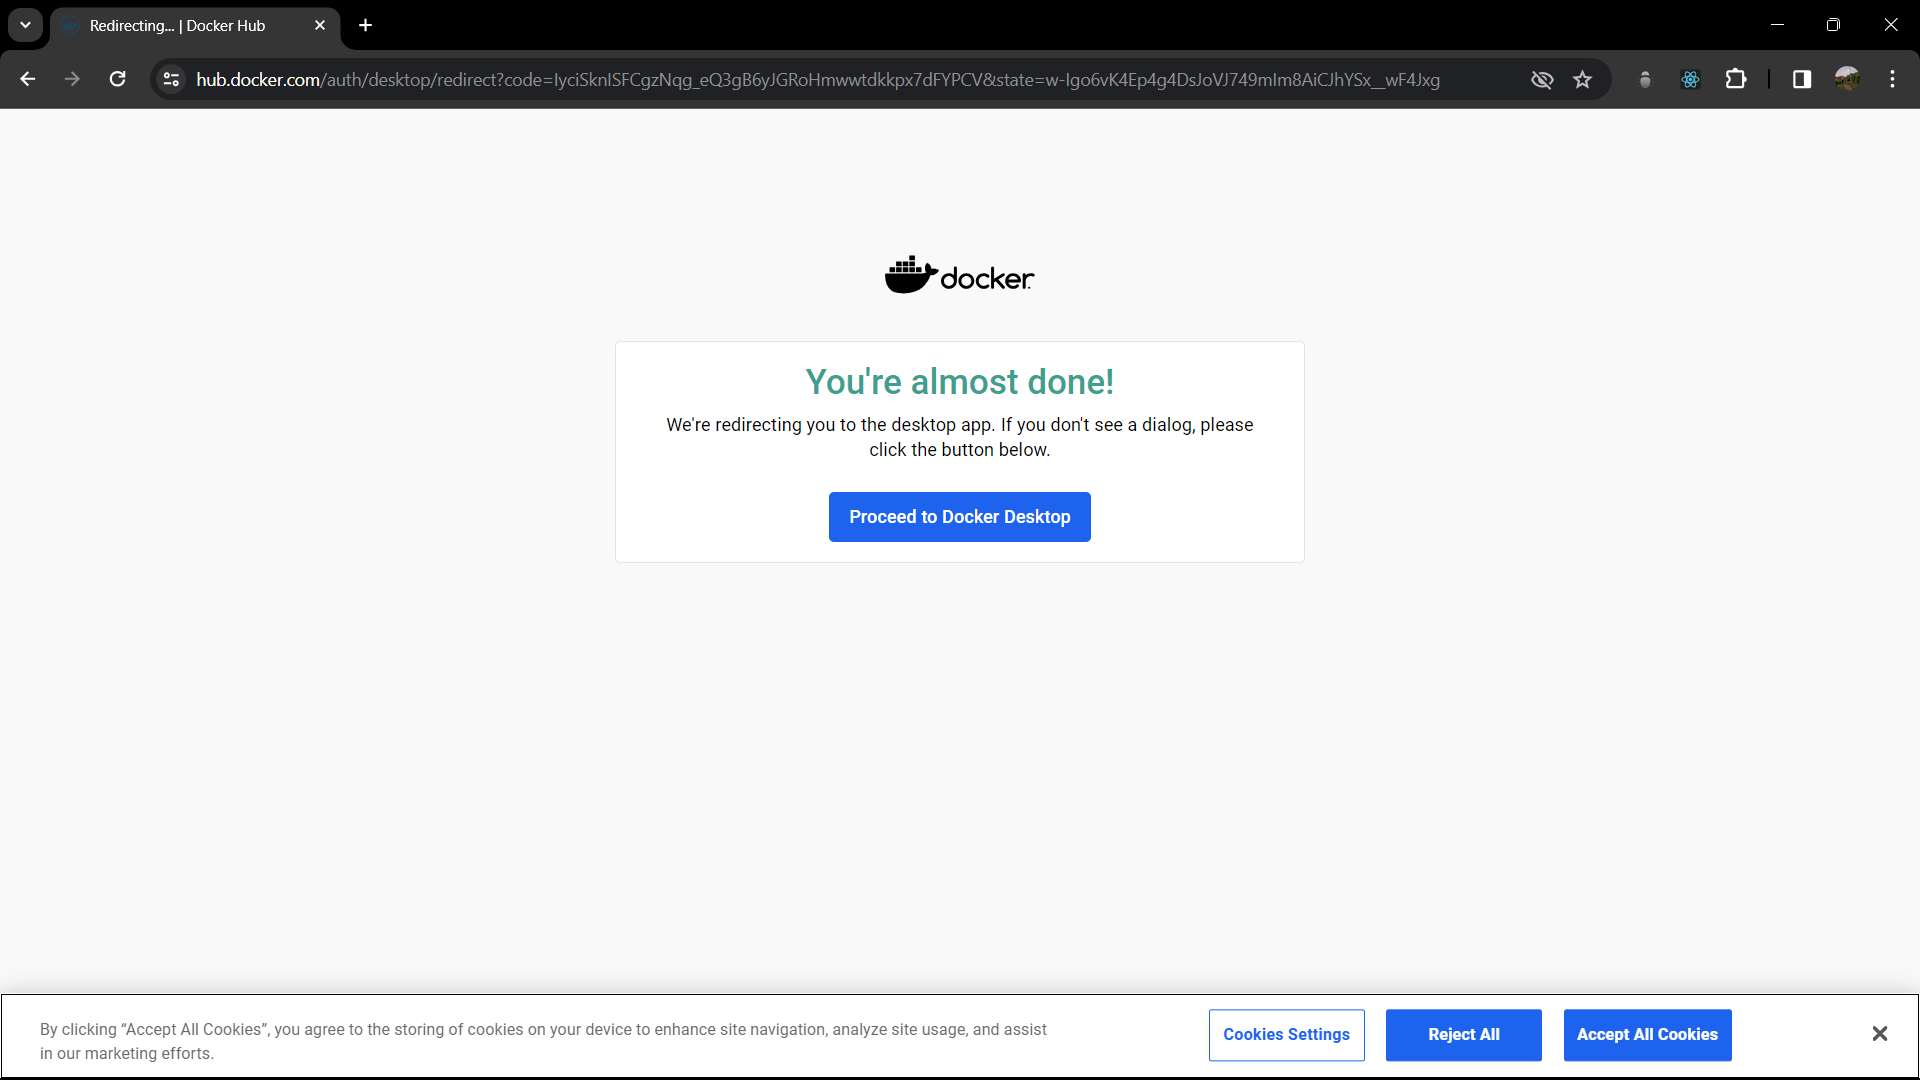 Redirecting... | Docker Hub
hub.docker.com/auth/desktop/redirect?code=IyciSknISFCgzNqg_eQ3gB6yJGRoHmwwtdkkpx7dFYPCV&state=w-Igo6vK4Ep4g4DsJoVJ749mIm8AiCJhYSx__wF4Jxg
docker
You're almost done!
We're redirecting you to the desktop app. If you don't see a dialog, please
click the button below.
Proceed to Docker Desktop
By clicking “Accept All Cookies”, you agree to the storing of cookies on your device to enhance site navigation, analyze site usage, and assist
in our marketing efforts.
Cookies Settings
Reject All
Accept All Cookies